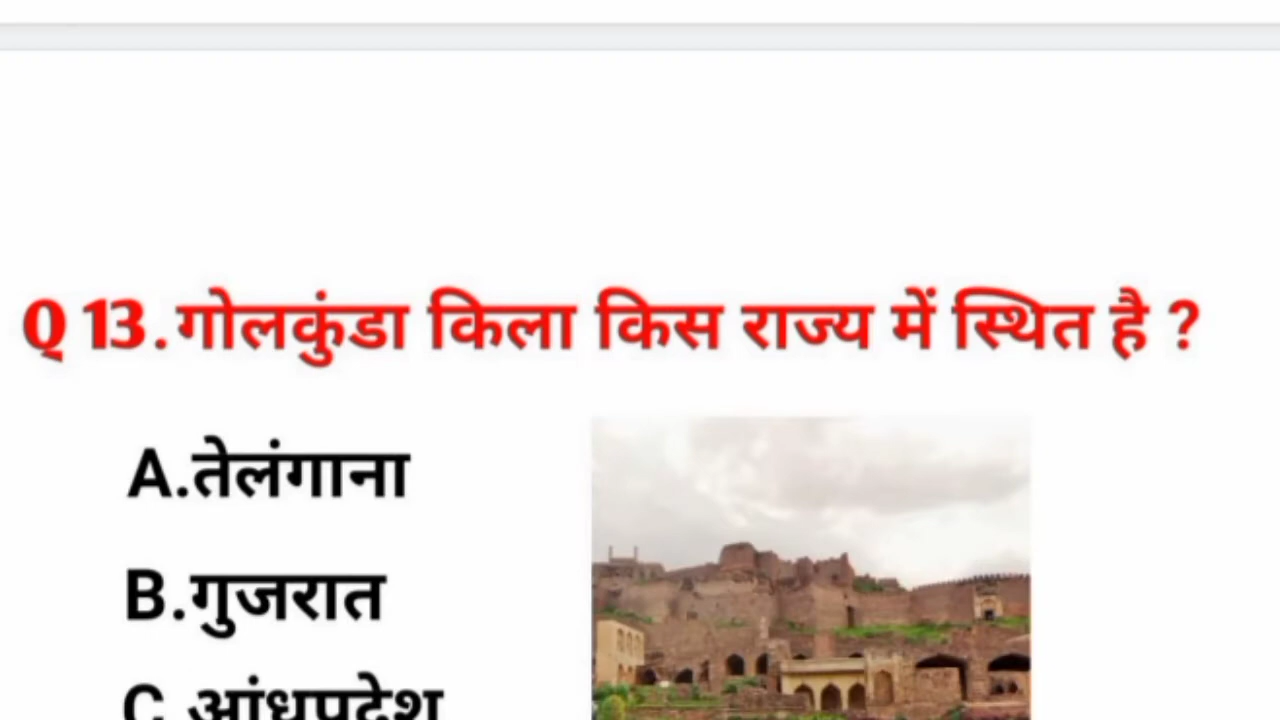 Q 13.गोलकुंडा किला किस राज्य में स्थित है ?
A.तेलंगाना
B.गुजरात
C.आंध्रप्रदेश